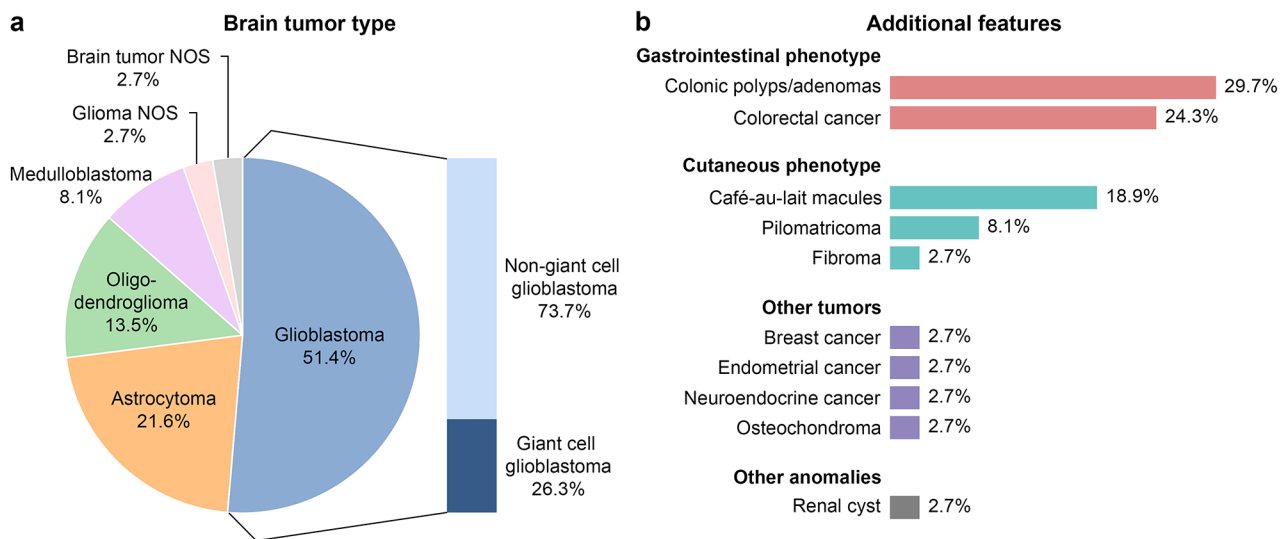 a
Brain tumor type
Brain tumor NOS
2.7%
Glioma NOS
2.7%
Medulloblastoma
8.1%
Oligo-
dendroglioma
13.5%
Astrocytoma
21.6%
Glioblastoma
51.4%
Non-giant cell
glioblastoma
73.7%
Giant cell
glioblastoma
26.3%
b
Additional features
Gastrointestinal phenotype
Colonic polyps/adenomas 29.7%
Colorectal cancer 24.3%
Cutaneous phenotype
Café-au-lait macules 18.9%
Pilomatricoma 8.1%
Fibroma 2.7%
Other tumors
Breast cancer 2.7%
Endometrial cancer 2.7%
Neuroendocrine cancer 2.7%
Osteochondroma 2.7%
Other anomalies
Renal cyst 2.7%